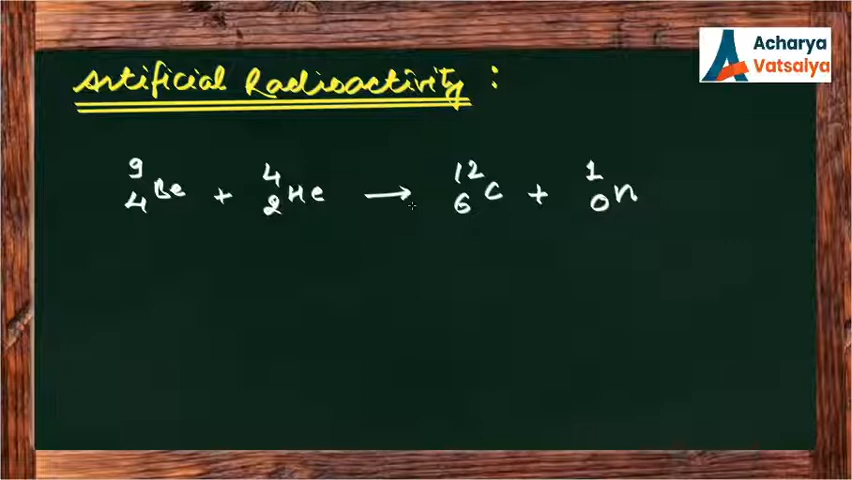 Artificial Radioactivity :
Acharya
Vatsalya
⁹₄Be + ⁴₂He ⟶ ¹²₆C + ¹₀n